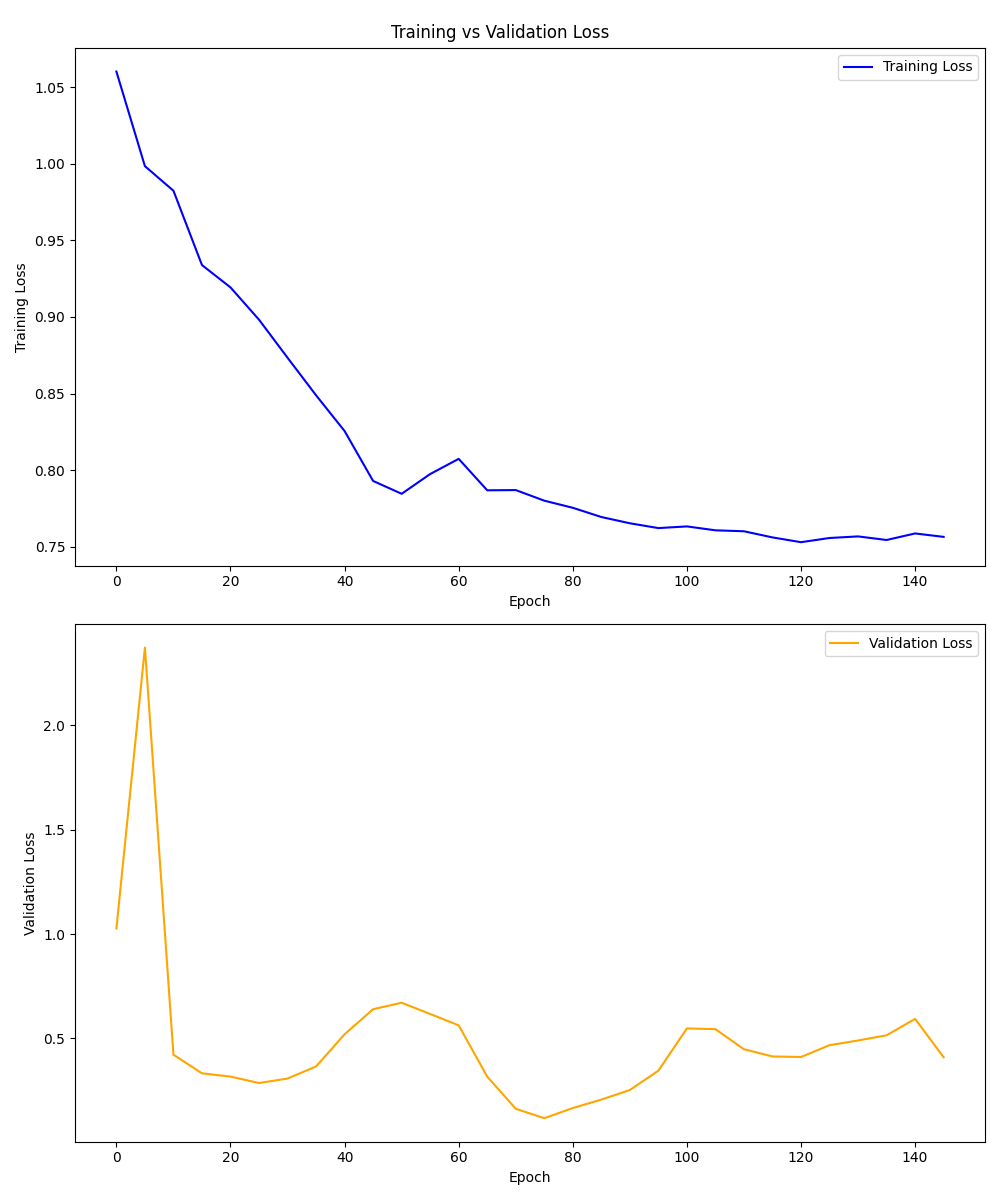 Training vs Validation Loss
Training Loss
1.05
1.00
0.95
0.90
0.85
0.80
0.75
Training Loss
0 20 40 60 80 100 120 140
Epoch
Validation Loss
2.0
1.5
1.0
0.5
Validation Loss
0 20 40 60 80 100 120 140
Epoch